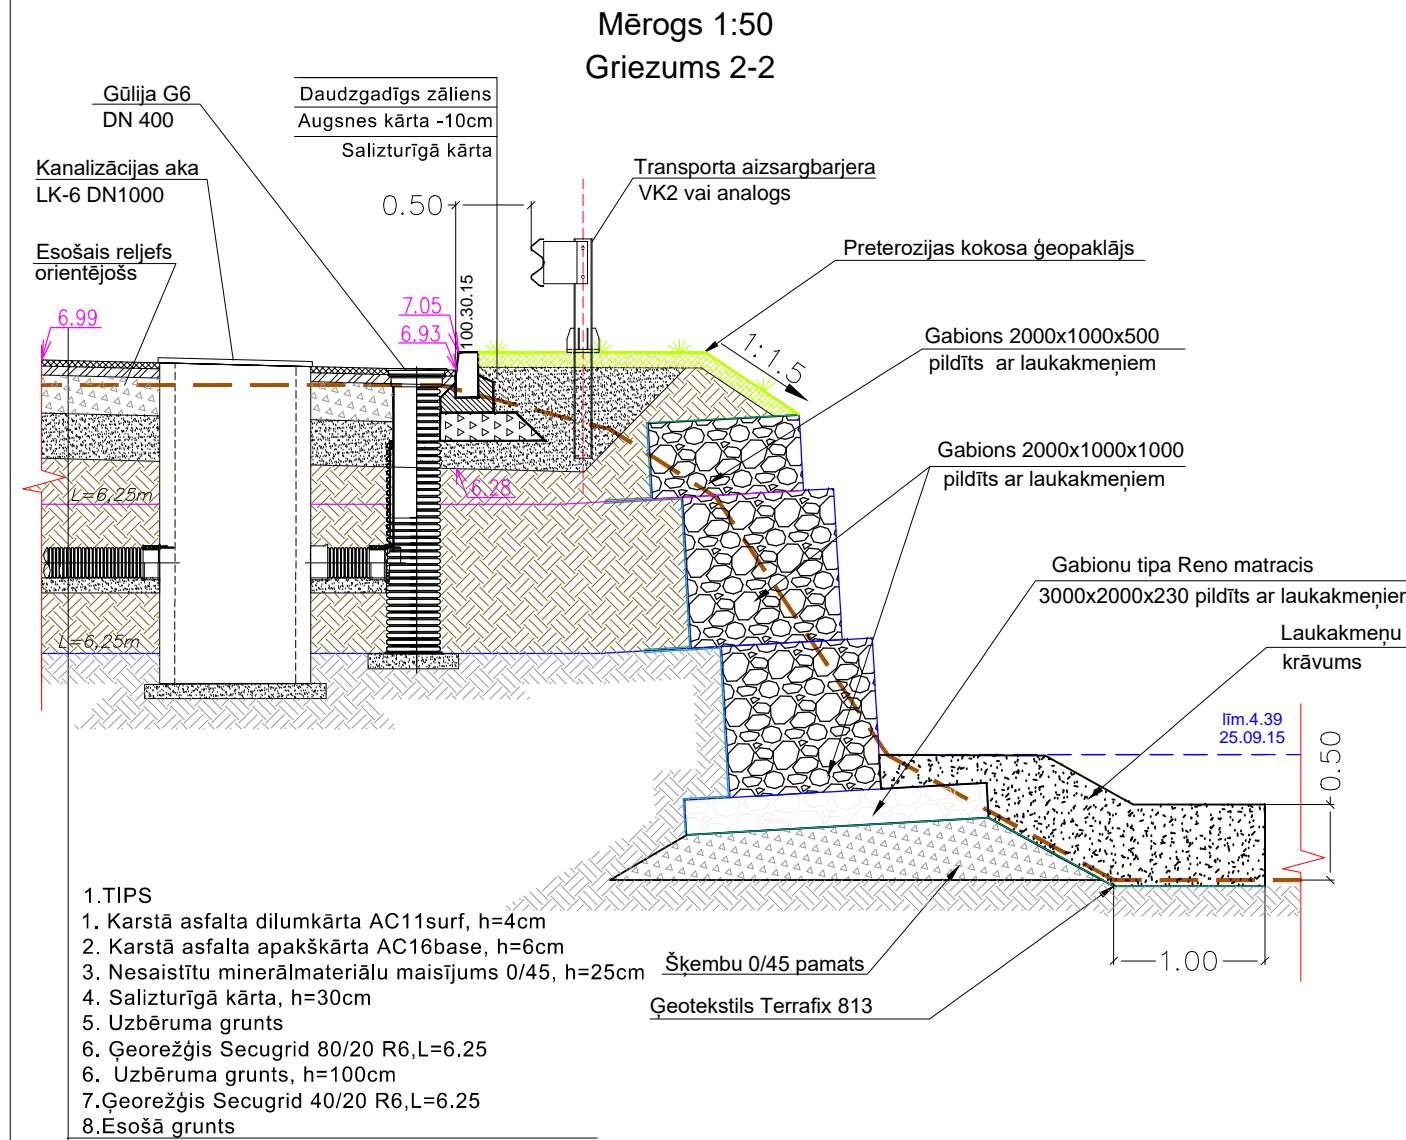 Mērogs 1:50
Griezums 2-2
Gūlija G6
DN 400
Daudzgadīgs zāliens
Augsnes kārta -10cm
Salizturīgā kārta
Kanalizācijas aka
LK-6 DN1000
Transporta aizsargbarjera
VK2 vai analogs
0.50
Esošais reljefs
orientējošs
Preterozijas kokosa ģeopaklājs
100.30.15
7.05
6.93
6.99
1:1.5
Gabions 2000x1000x500
pildīts ar laukakmeņiem
Gabions 2000x1000x1000
pildīts ar laukakmeņiem
6.28
L=6,25m
Gabionu tipa Reno matracis
3000x2000x230 pildīts ar laukakmeņiem
L=6,25m
Laukakmeņu
krāvums
līm.4.39
25.09.15
0.50
1.TIPS
1. Karstā asfalta dilumkārta AC11surf, h=4cm
2. Karstā asfalta apakškārta AC16base, h=6cm
3. Nesaistītu minerālmateriālu maisījums 0/45, h=25cm
4. Salizturīgā kārta, h=30cm
5. Uzbēruma grunts
6. Ģeorežģis Secugrid 80/20 R6,L=6.25
6. Uzbēruma grunts, h=100cm
7.Ģeorežģis Secugrid 40/20 R6,L=6.25
8.Esošā grunts
Šķembu 0/45 pamats
1.00
Ģeotekstils Terrafix 813